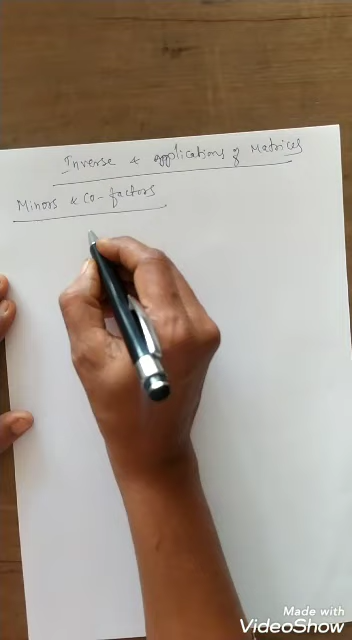 Inverse & applications of Matrices
Minors & Co-factors
Made with
VideoShow